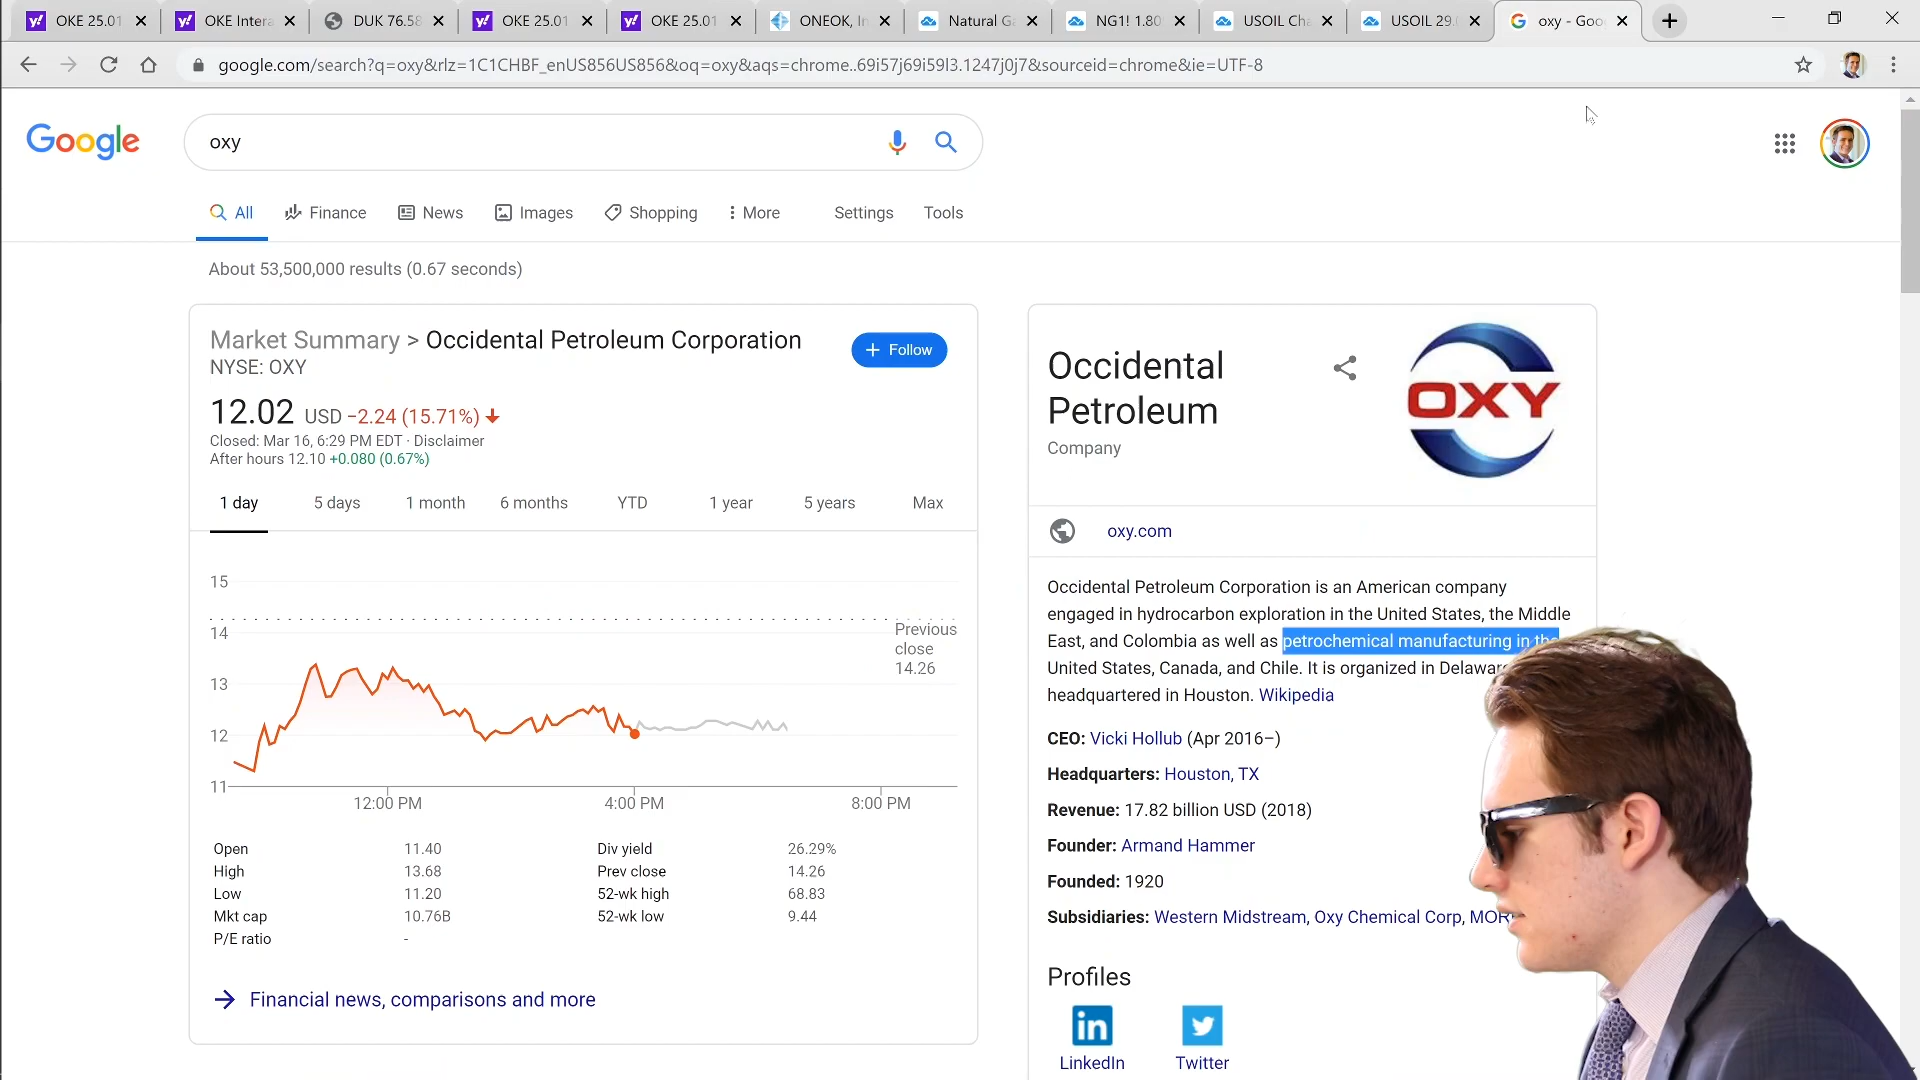 OKE 25.01
OKE Intera
DUK 76.58
OKE 25.01
OKE 25.01
ONEOK, In
Natural Ga
NG1! 1.80
USOIL Cha
USOIL 29.
oxy - Goo
google.com/search?q=oxy&rlz=1C1CHBF_enUS856US856&oq=oxy&aqs=chrome..69i57j69i59l3.1247j0j7&sourceid=chrome&ie=UTF-8
Google
oxy
All
Finance
News
Images
Shopping
More
Settings
Tools
About 53,500,000 results (0.67 seconds)
Market Summary > Occidental Petroleum Corporation
NYSE: OXY
Follow
12.02 USD −2.24 (15.71%)
Closed: Mar 16, 6:29 PM EDT · Disclaimer
After hours 12.10 +0.080 (0.67%)
1 day
5 days
1 month
6 months
YTD
1 year
5 years
Max
15
14
13
12
11
Previous
close
14.26
12:00 PM
4:00 PM
8:00 PM
Open 11.40
High 13.68
Low 11.20
Mkt cap 10.76B
P/E ratio -
Div yield 26.29%
Prev close 14.26
52-wk high 68.83
52-wk low 9.44
Financial news, comparisons and more
Occidental
Petroleum
Company
OXY
oxy.com
Occidental Petroleum Corporation is an American company
engaged in hydrocarbon exploration in the United States, the Middle
East, and Colombia as well as petrochemical manufacturing in the
United States, Canada, and Chile. It is organized in Delaware
headquartered in Houston. Wikipedia
CEO: Vicki Hollub (Apr 2016–)
Headquarters: Houston, TX
Revenue: 17.82 billion USD (2018)
Founder: Armand Hammer
Founded: 1920
Subsidiaries: Western Midstream, Oxy Chemical Corp, MORE
Profiles
in
LinkedIn
Twitter